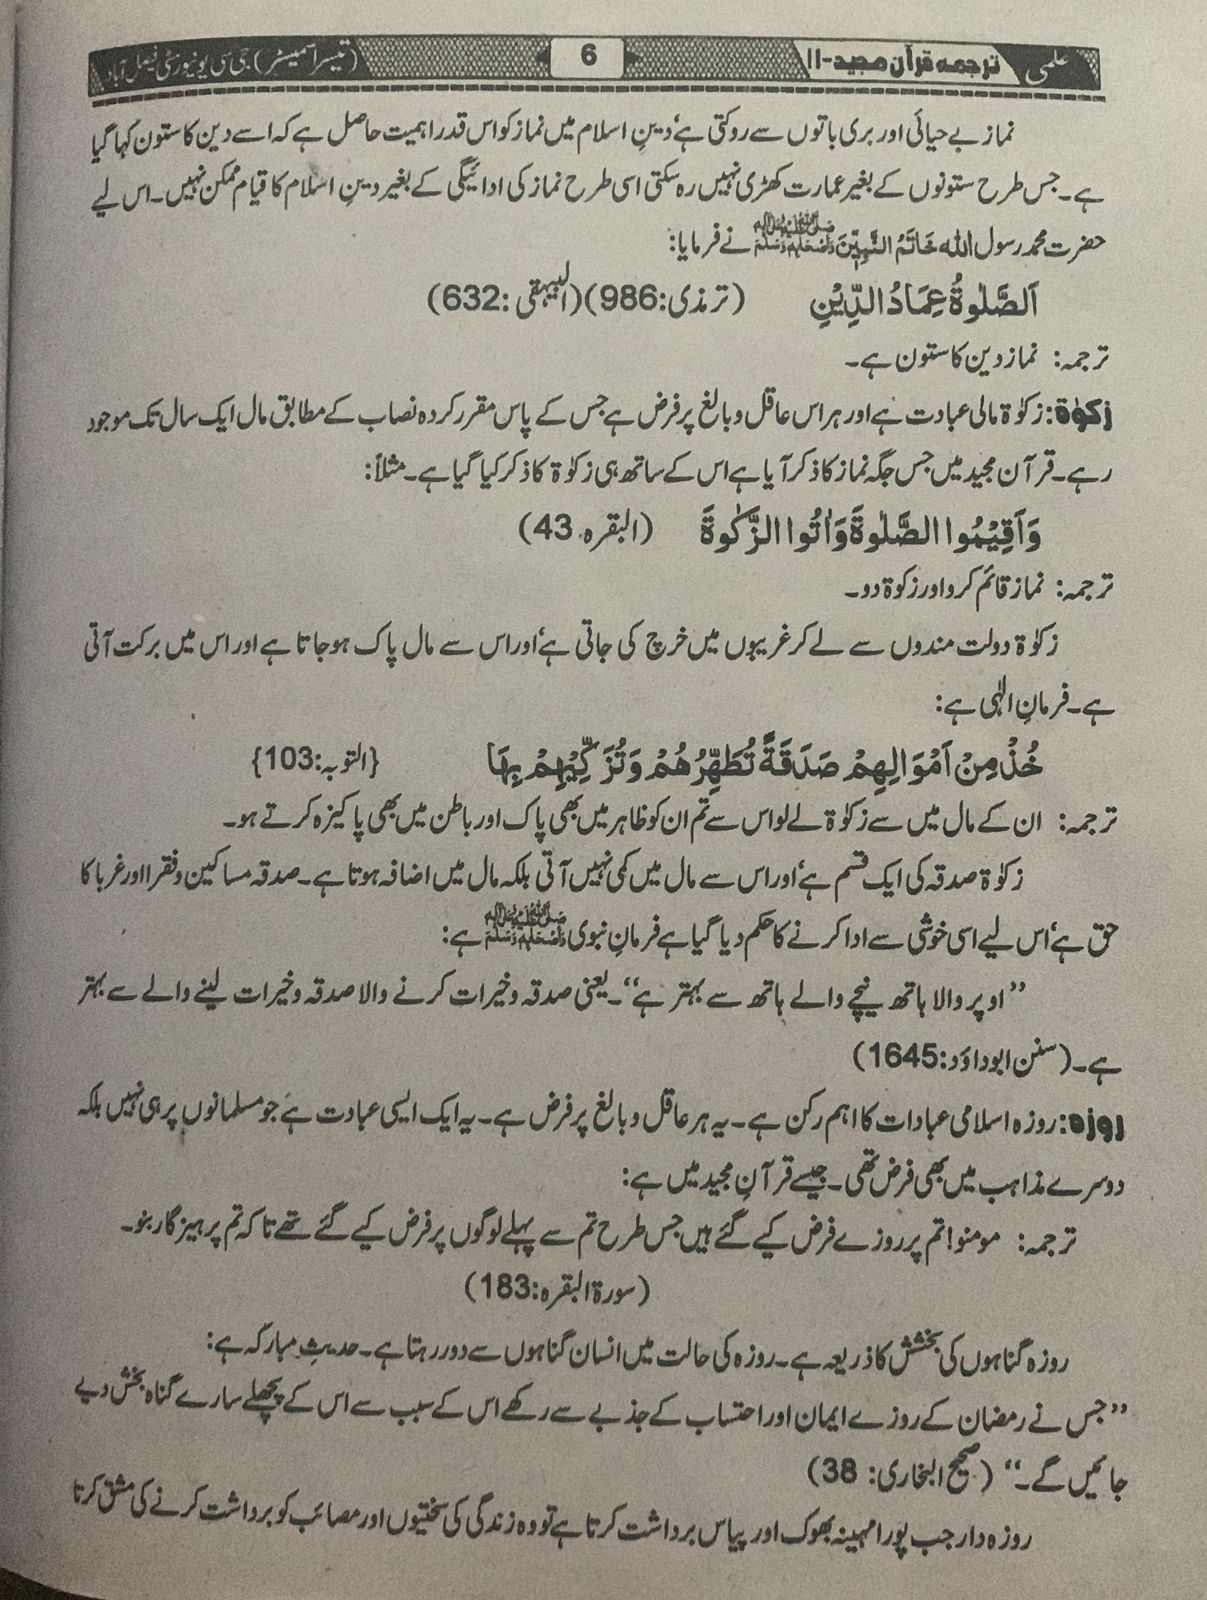 علمی ترجمہ قرآن مجید-II 6 (تیسرا سمیسٹر) جی سی یونیورسٹی فیصل آباد
نماز بے حیائی اور بری باتوں سے روکتی ہے، دینِ اسلام میں نماز کو اس قدر اہمیت حاصل ہے کہ اسے دین کا ستون کہا گیا
ہے۔ جس طرح ستونوں کے بغیر عمارت کھڑی نہیں رہ سکتی اسی طرح نماز کی ادائیگی کے بغیر دینِ اسلام کا قیام ممکن نہیں۔ اس لیے
حضرت محمد رسول اللہ خَاتَمُ النَّبِیّٖنَ صَلَّی اللّٰہُ عَلَیْہِ وَعَلٰٓی اٰلِہٖ وَاَصْحَابِہٖ وَسَلَّمَ نے فرمایا:
اَلصَّلٰوةُ عِمَادُ الدِّيْنِ (ترمذی:986) (البیہقی:632)
ترجمہ: نماز دین کا ستون ہے۔
زکوٰۃ: زکوٰۃ مالی عبادت ہے اور ہر اس عاقل و بالغ پر فرض ہے جس کے پاس مقرر کردہ نصاب کے مطابق مال ایک سال تک موجود
رہے۔ قرآن مجید میں جس جگہ نماز کا ذکر آیا ہے اس کے ساتھ ہی زکوٰۃ کا ذکر کیا گیا ہے۔ مثلاً:
وَاَقِيْمُوا الصَّلٰوةَ وَاٰتُوا الزَّكٰوةَ (البقرہ، 43)
ترجمہ: نماز قائم کرو اور زکوۃ دو۔
زکوٰۃ دولت مندوں سے لے کر غریبوں میں خرچ کی جاتی ہے، اور اس سے مال پاک ہو جاتا ہے اور اس میں برکت آتی
ہے۔ فرمانِ الٰہی ہے:
خُذْ مِنْ اَمْوَالِهِمْ صَدَقَةً تُطَهِّرُهُمْ وَتُزَكِّيْهِمْ بِهَا {التوبہ:103}
ترجمہ: ان کے مال میں سے زکوٰۃ لے لو اس سے تم ان کو ظاہر میں بھی پاک اور باطن میں بھی پاکیزہ کرتے ہو۔
زکوٰۃ صدقہ کی ایک قسم ہے، اور اس سے مال میں کمی نہیں آتی بلکہ مال میں اضافہ ہوتا ہے۔ صدقہ مساکین و فقرا اور غربا کا
حق ہے، اس لیے اسی خوشی سے ادا کرنے کا حکم دیا گیا ہے فرمانِ نبوی صَلَّی اللّٰہُ عَلَیْہِ وَعَلٰٓی اٰلِہٖ وَاَصْحَابِہٖ وَسَلَّمَ ہے:
”اوپر والا ہاتھ نیچے والے ہاتھ سے بہتر ہے“۔ یعنی صدقہ و خیرات کرنے والا صدقہ و خیرات لینے والے سے بہتر
ہے۔ (سنن ابوداؤد:1645)
روزہ: روزہ اسلامی عبادات کا اہم رکن ہے۔ یہ ہر عاقل و بالغ پر فرض ہے۔ یہ ایک ایسی عبادت ہے جو مسلمانوں پر ہی نہیں بلکہ
دوسرے مذاہب میں بھی فرض تھی۔ جیسے قرآنِ مجید میں ہے:
ترجمہ: مومنو! تم پر روزے فرض کیے گئے ہیں جس طرح تم سے پہلے لوگوں پر فرض کیے گئے تھے تاکہ تم پرہیزگار بنو۔
(سورۃ البقرہ:183)
روزہ گناہوں کی بخشش کا ذریعہ ہے۔ روزہ کی حالت میں انسان گناہوں سے دور رہتا ہے۔ حدیثِ مبارکہ ہے:
”جس نے رمضان کے روزے ایمان اور احتساب کے جذبے سے رکھے اس کے سبب سے اس کے پچھلے سارے گناہ بخش دیے
جائیں گے۔“ (صحیح البخاری: 38)
روزہ دار جب پورا مہینہ بھوک اور پیاس برداشت کرتا ہے تو وہ زندگی کی سختیوں اور مصائب کو برداشت کرنے کی مشق کرتا